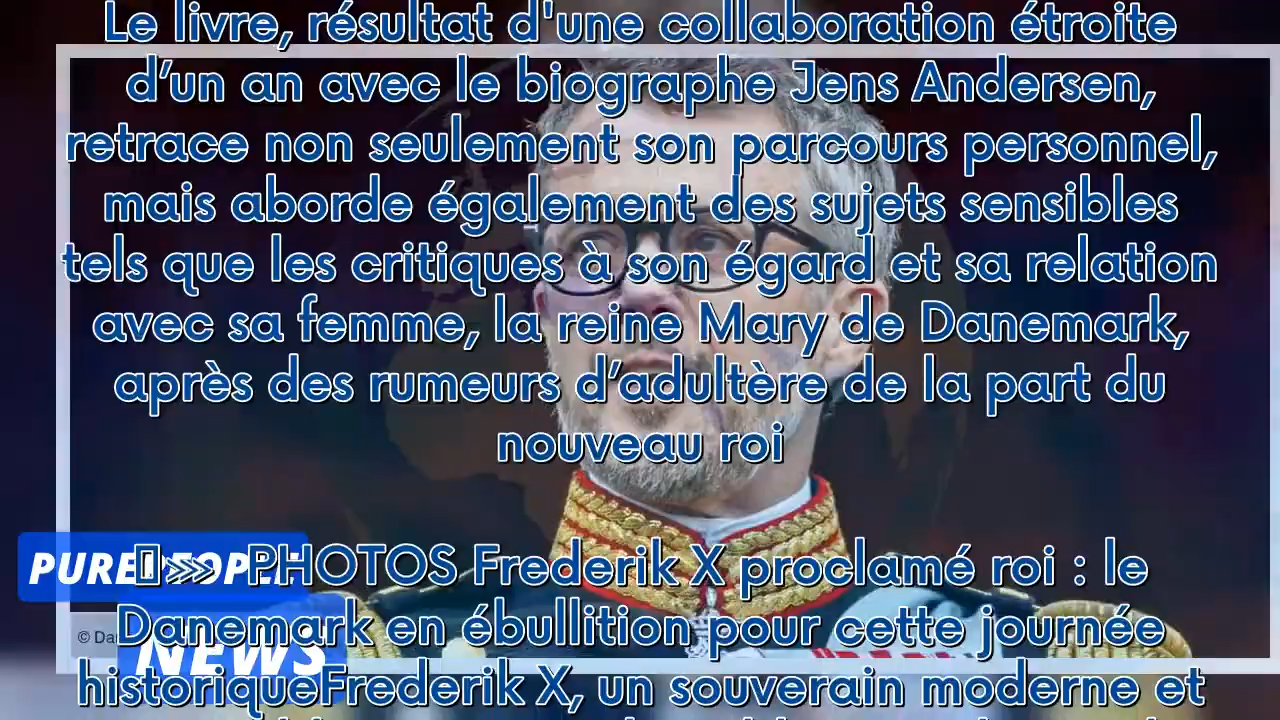 Le livre, résultat d'une collaboration étroite
d’un an avec le biographe Jens Andersen,
retrace non seulement son parcours personnel,
mais aborde également des sujets sensibles
tels que les critiques à son égard et sa relation
avec sa femme, la reine Mary de Danemark,
après des rumeurs d’adultère de la part du
nouveau roi
PURE
PHOTOS Frederik X proclamé roi : le
Danemark en ébullition pour cette journée
NEWS
historiqueFrederik X, un souverain moderne et